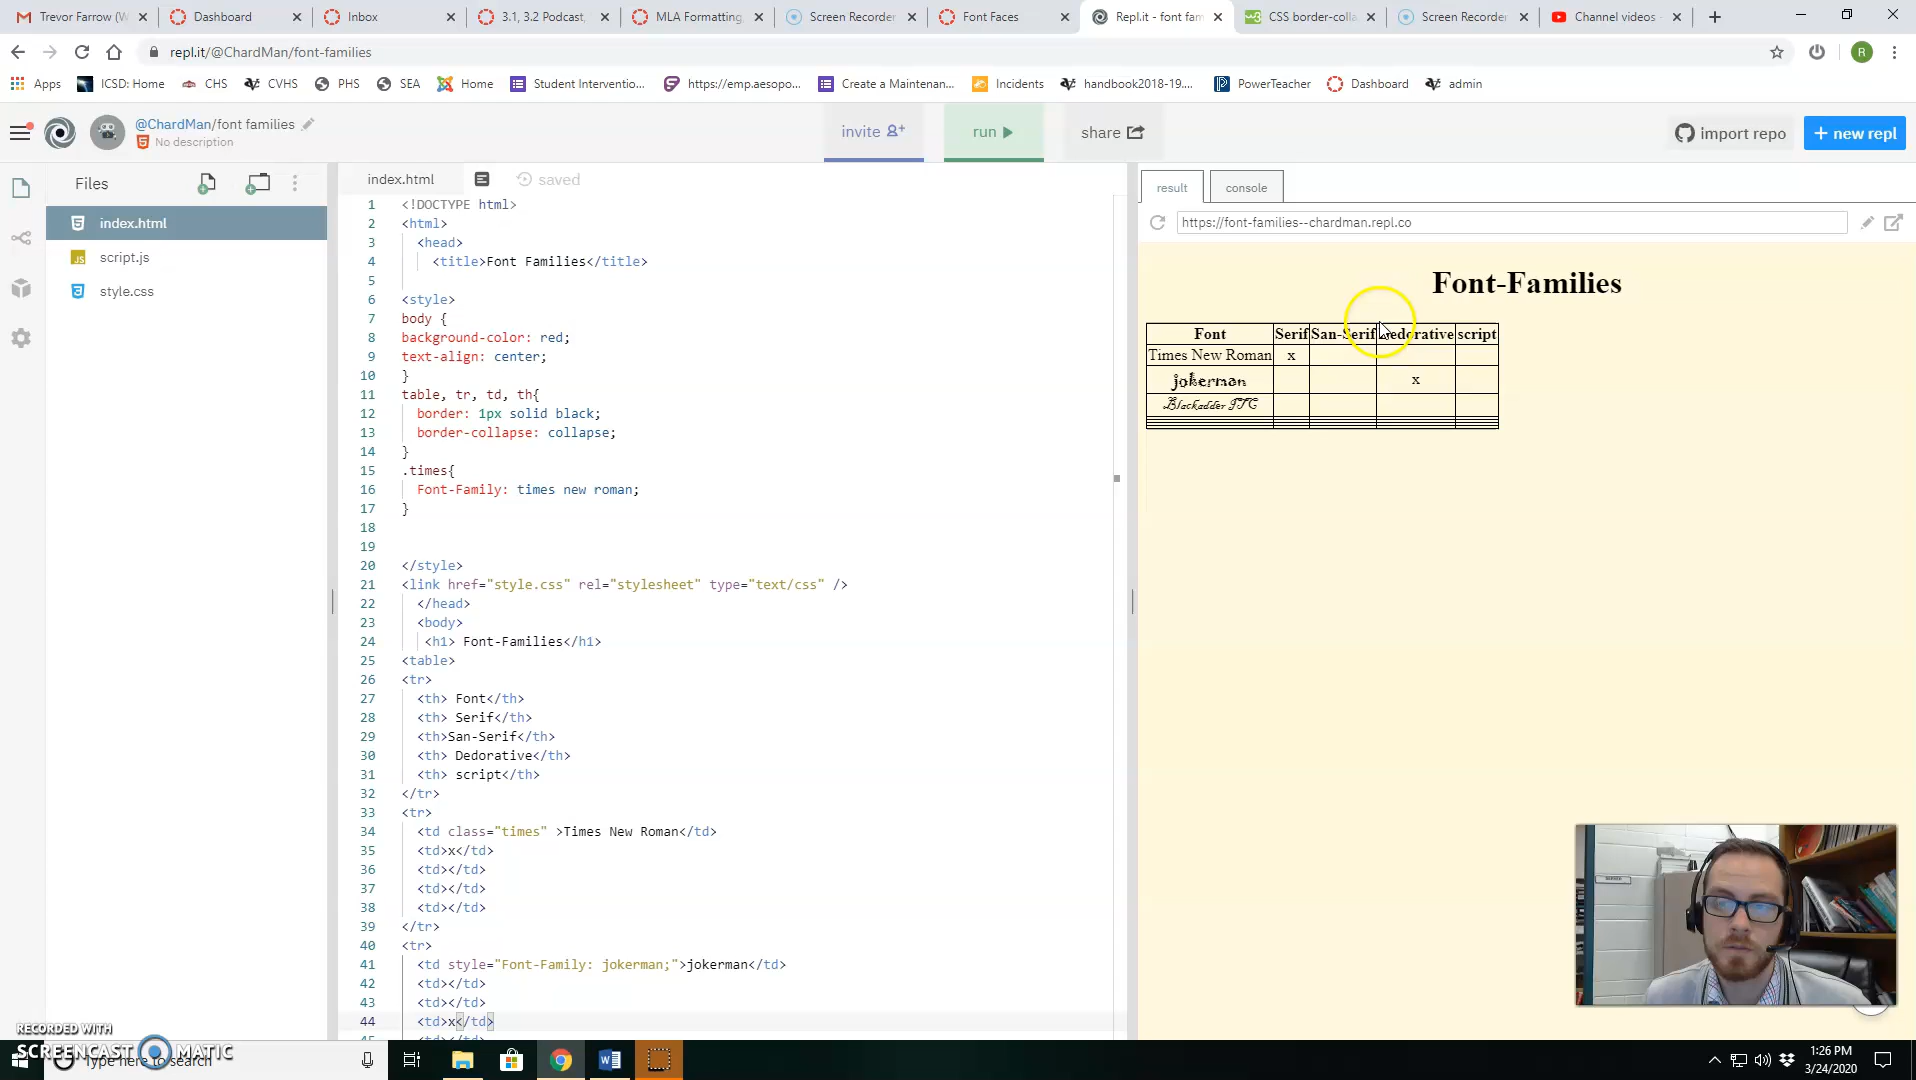 Trevor Farrow (W
Dashboard
Inbox
3.1, 3.2 Podcast,
MLA Formatting,
Screen Recorder
Font Faces
Repl.it - font fam
CSS border-colla
Screen Recorder
Channel videos -
repl.it/@ChardMan/font-families
R
Apps
ICSD: Home
CHS
CVHS
PHS
SEA
Home
Student Interventio...
https://emp.aesopo...
Create a Maintenan...
Incidents
handbook2018-19....
PowerTeacher
Dashboard
admin
@ChardMan/font families
No description
invite
run
share
import repo
+ new repl
Files
index.html
script.js
style.css
index.html
saved
1 <!DOCTYPE html>
2 <html>
3 <head>
4 <title>Font Families</title>
5
6 <style>
7 body {
8 background-color: red;
9 text-align: center;
10 }
11 table, tr, td, th{
12 border: 1px solid black;
13 border-collapse: collapse;
14 }
15 .times{
16 Font-Family: times new roman;
17 }
18
19
20 </style>
21 <link href="style.css" rel="stylesheet" type="text/css" />
22 </head>
23 <body>
24 <h1> Font-Families</h1>
25 <table>
26 <tr>
27 <th> Font</th>
28 <th> Serif</th>
29 <th>San-Serif</th>
30 <th> Dedorative</th>
31 <th> script</th>
32 </tr>
33 <tr>
34 <td class="times" >Times New Roman</td>
35 <td>x</td>
36 <td></td>
37 <td></td>
38 <td></td>
39 </tr>
40 <tr>
41 <td style="Font-Family: jokerman;">jokerman</td>
42 <td></td>
43 <td></td>
44 <td>x</td>
result
console
https://font-families--chardman.repl.co
Font-Families
Font Serif San-Serif Dedorative script
Times New Roman x
jokerman x
Blackadder ITC
RECORDED WITH
SCREENCAST MATIC
Type here to search
1:26 PM
3/24/2020